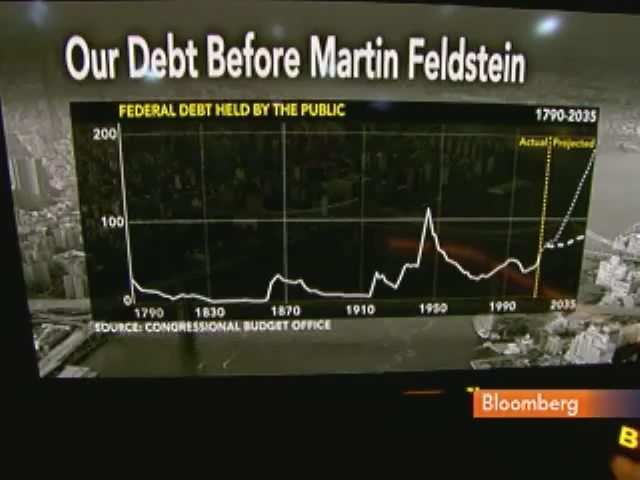 Our Debt Before Martin Feldstein
FEDERAL DEBT HELD BY THE PUBLIC 1790-2035
Actual Projected
200
100
0
1790 1830 1870 1910 1950 1990 2035
SOURCE: CONGRESSIONAL BUDGET OFFICE
Bloomberg
B